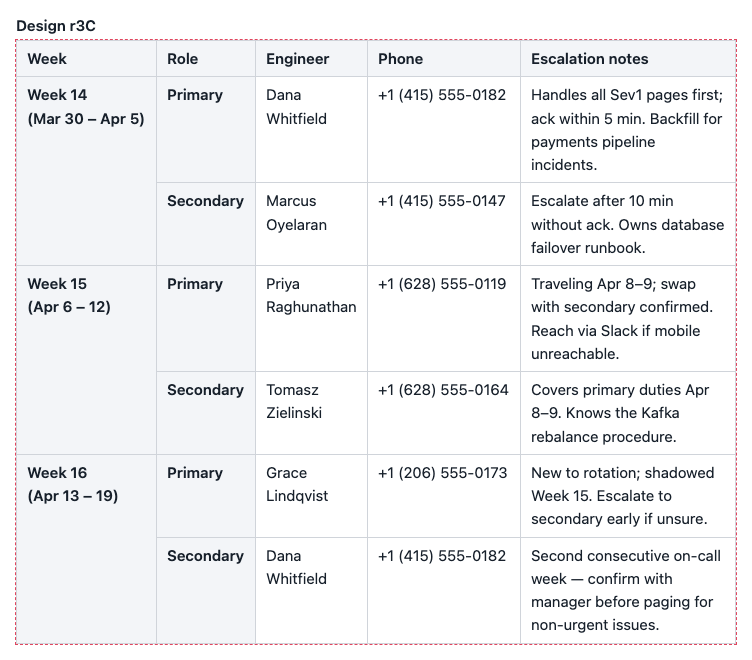 Design r3C
Week Role Engineer Phone Escalation notes
Week 14
(Mar 30 – Apr 5)
Primary
Dana
Whitfield
+1 (415) 555-0182
Handles all Sev1 pages first;
ack within 5 min. Backfill for
payments pipeline
incidents.
Secondary
Marcus
Oyelaran
+1 (415) 555-0147
Escalate after 10 min
without ack. Owns database
failover runbook.
Week 15
(Apr 6 – 12)
Primary
Priya
Raghunathan
+1 (628) 555-0119
Traveling Apr 8–9; swap
with secondary confirmed.
Reach via Slack if mobile
unreachable.
Secondary
Tomasz
Zielinski
+1 (628) 555-0164
Covers primary duties Apr
8–9. Knows the Kafka
rebalance procedure.
Week 16
(Apr 13 – 19)
Primary
Grace
Lindqvist
+1 (206) 555-0173
New to rotation; shadowed
Week 15. Escalate to
secondary early if unsure.
Secondary
Dana
Whitfield
+1 (415) 555-0182
Second consecutive on-call
week — confirm with
manager before paging for
non-urgent issues.